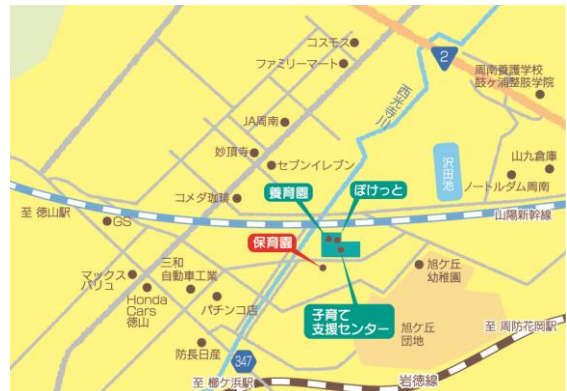 コスモス
ファミリーマート
2
周南養護学校
鼓ヶ浦整肢学院
西光寺川
JA周南
妙頂寺
セブンイレブン
沢田池
山九倉庫
ノートルダム周南
コメダ珈琲
養育園
ぽけっと
至 徳山駅
GS
山陽新幹線
保育園
マックス
バリュ
三和
自動車工業
Honda
Cars
徳山
パチンコ店
旭ケ丘
幼稚園
子育て
支援センター
旭ケ丘
団地
至 周防花岡駅
防長日産
347
至 櫛ケ浜駅
岩徳線